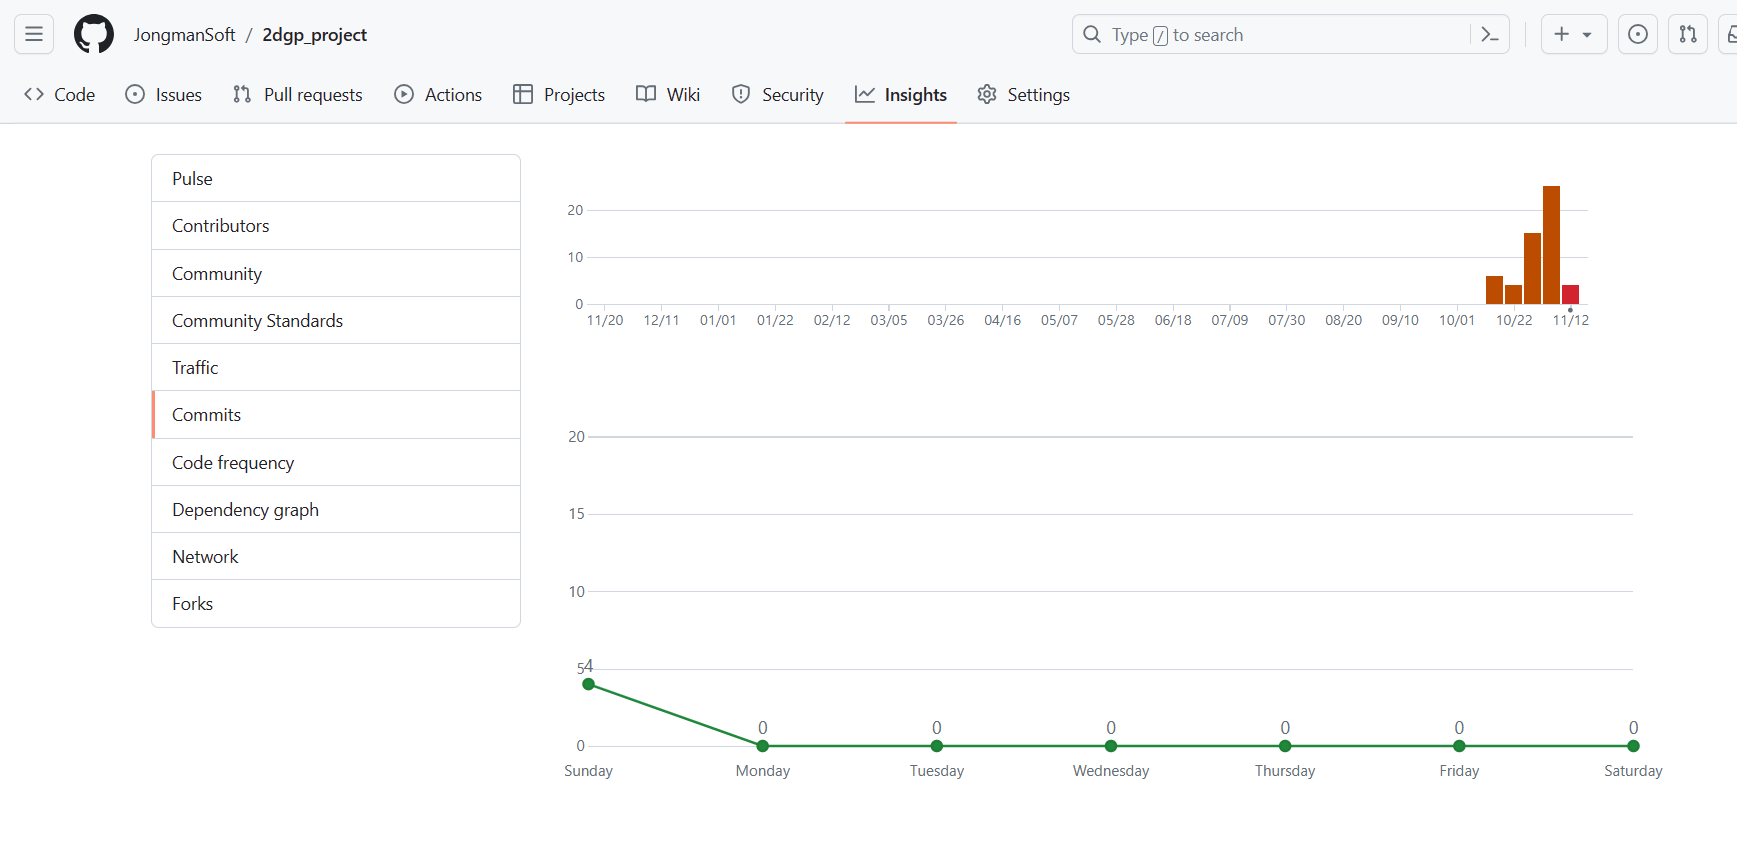 JongmanSoft / 2dgp_project
Type / to search
Code Issues Pull requests Actions Projects Wiki Security Insights Settings
Pulse
Contributors
Community
Community Standards
Traffic
Commits
Code frequency
Dependency graph
Network
Forks
20
10
0
11/20 12/11 01/01 01/22 02/12 03/05 03/26 04/16 05/07 05/28 06/18 07/09 07/30 08/20 09/10 10/01 10/22 11/12
20
15
10
5 4
0 0 0 0 0 0
0
Sunday Monday Tuesday Wednesday Thursday Friday Saturday